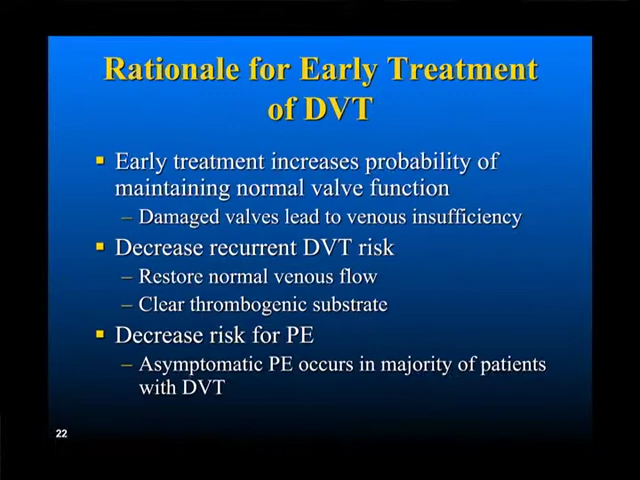 Rationale for Early Treatment
of DVT
Early treatment increases probability of
maintaining normal valve function
– Damaged valves lead to venous insufficiency
Decrease recurrent DVT risk
– Restore normal venous flow
– Clear thrombogenic substrate
Decrease risk for PE
– Asymptomatic PE occurs in majority of patients
with DVT
22